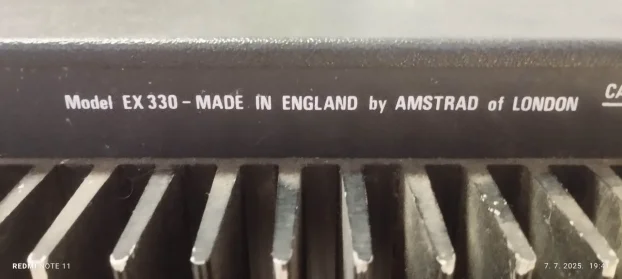 Model EX 330 - MADE IN ENGLAND by AMSTRAD of LONDON
REDMI NOTE 11
7. 7. 2025.